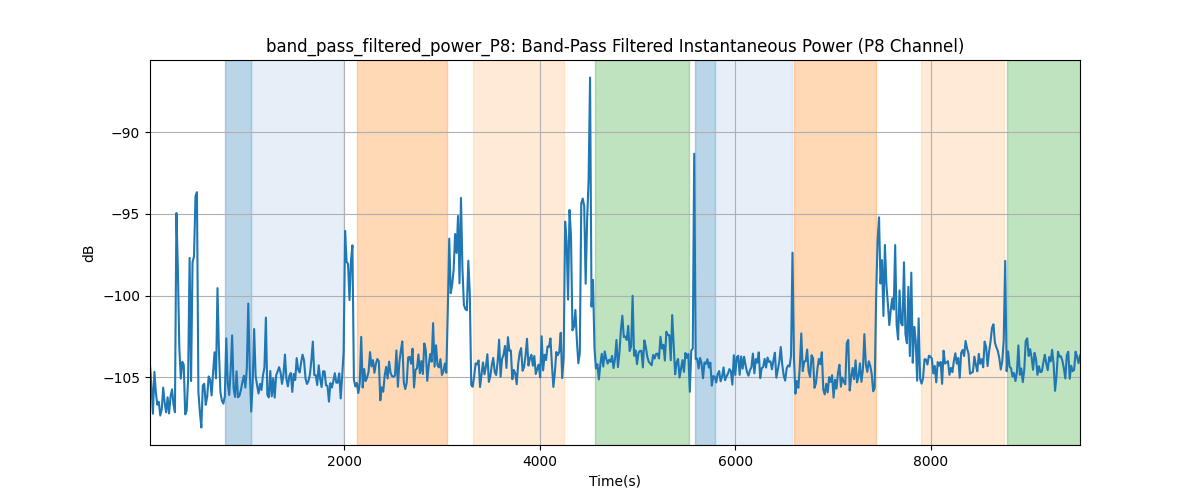 band_pass_filtered_power_P8: Band-Pass Filtered Instantaneous Power (P8 Channel)
−90
−95
−100
−105
dB
2000
4000
6000
8000
Time(s)